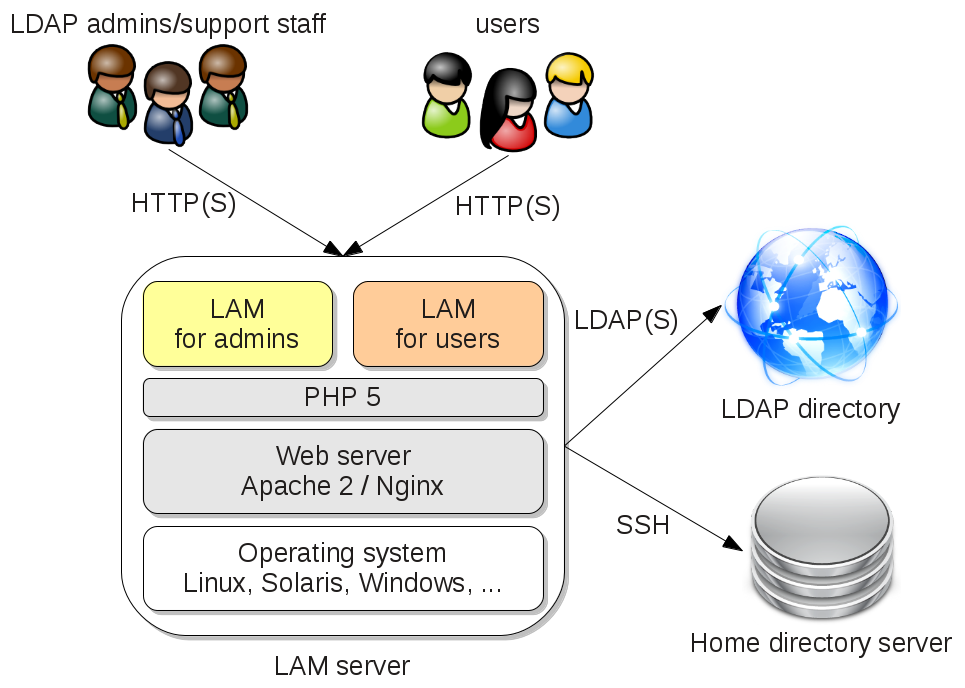 LDAP admins/support staff
users
HTTP(S)
HTTP(S)
LAM
for admins
LAM
for users
PHP 5
Web server
Apache 2 / Nginx
Operating system
Linux, Solaris, Windows, ...
LAM server
LDAP(S)
LDAP directory
SSH
Home directory server